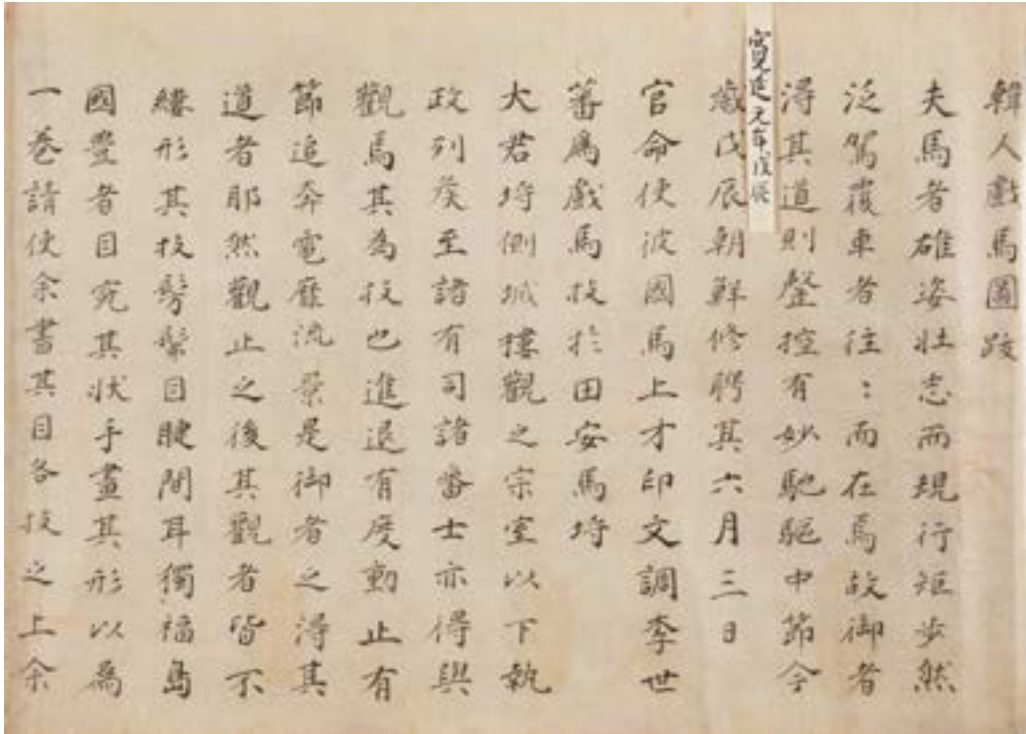 韓人戲馬圖跋
夫馬者雄姿壯志而規行矩步然
泛駕覆車者往〻而在焉故御者
得其道則罄控有妙馳驅中節今
寛延元年戊辰
歲戊辰朝鮮修聘其六月三日
官命使彼國馬上才印文調李世
蕃爲戲馬技於田安馬埒
大君埒側城樓觀之宗室以下執
政列侯至諸有司諸番士亦得與
觀焉其為技也進退有度動止有
節追奔電流景是御者之得其
道者耶然觀止之後其觀者皆不
形其技髣髴目睫間耳獨福島
國豐者目究其狀手畫其形以爲
一卷請使余書其目各技之上余